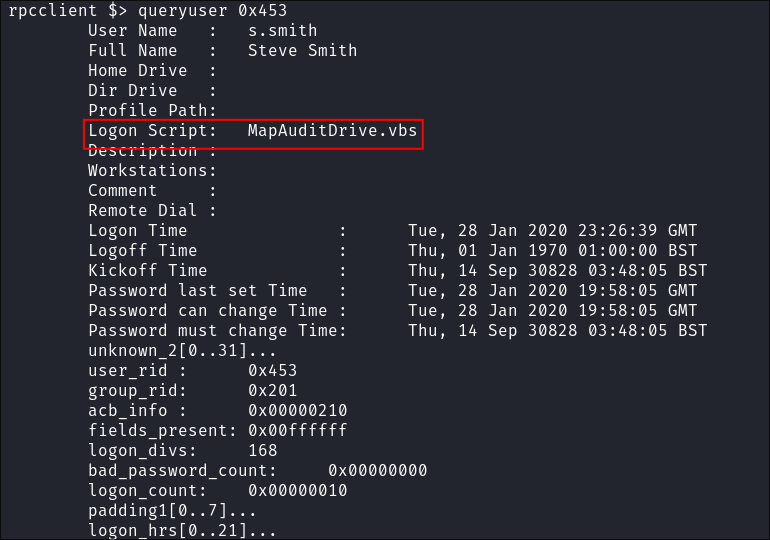 rpcclient $> queryuser 0x453
User Name   :   s.smith
Full Name   :   Steve Smith
Home Drive  :
Dir Drive   :
Profile Path:
Logon Script:   MapAuditDrive.vbs
Description :
Workstations:
Comment     :
Remote Dial :
Logon Time               :      Tue, 28 Jan 2020 23:26:39 GMT
Logoff Time              :      Thu, 01 Jan 1970 01:00:00 BST
Kickoff Time             :      Thu, 14 Sep 30828 03:48:05 BST
Password last set Time   :      Tue, 28 Jan 2020 19:58:05 GMT
Password can change Time :      Tue, 28 Jan 2020 19:58:05 GMT
Password must change Time:      Thu, 14 Sep 30828 03:48:05 BST
unknown_2[0..31]...
user_rid :      0x453
group_rid:      0x201
acb_info :      0x00000210
fields_present: 0x00ffffff
logon_divs:     168
bad_password_count:     0x00000000
logon_count:    0x00000010
padding1[0..7]...
logon_hrs[0..21]...